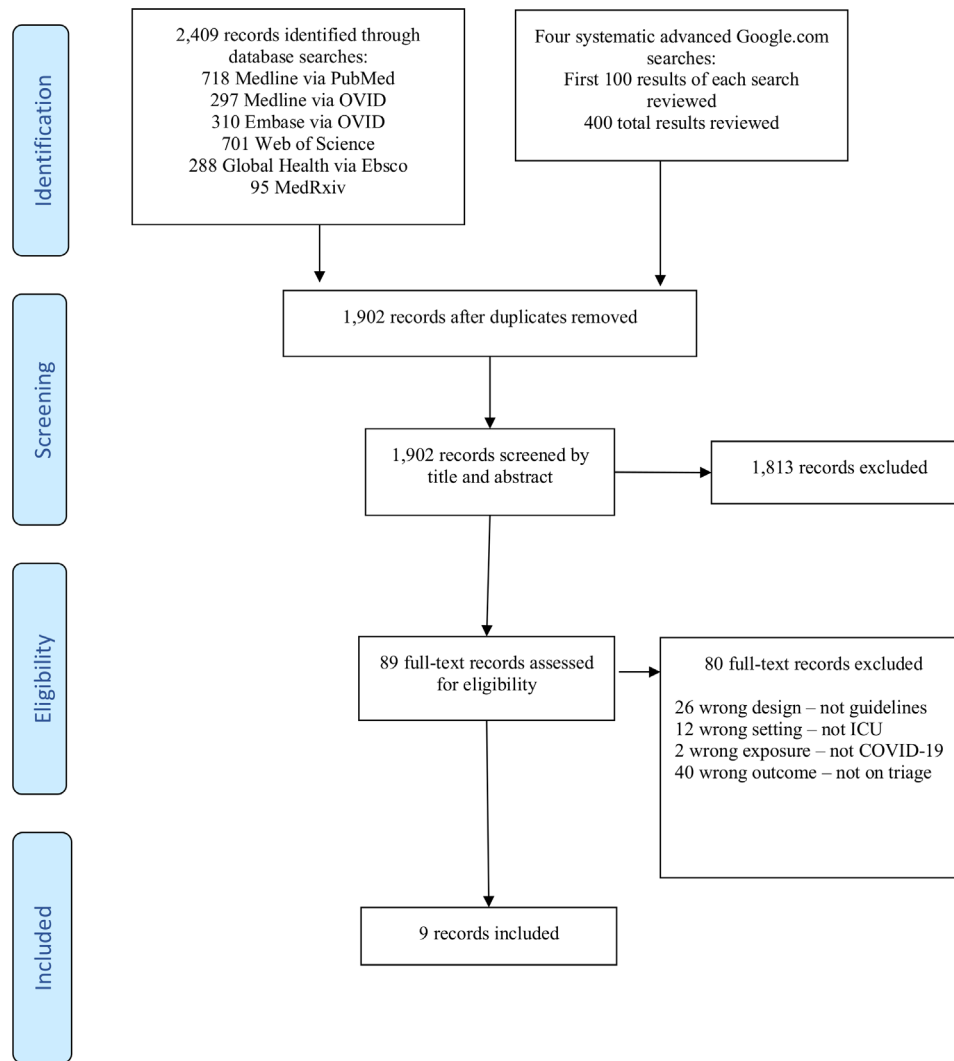 Identification
2,409 records identified through
database searches:
718 Medline via PubMed
297 Medline via OVID
310 Embase via OVID
701 Web of Science
288 Global Health via Ebsco
95 MedRxiv
Four systematic advanced Google.com
searches:
First 100 results of each search
reviewed
400 total results reviewed
Screening
1,902 records after duplicates removed
1,902 records screened by
title and abstract
1,813 records excluded
Eligibility
89 full-text records assessed
for eligibility
80 full-text records excluded
26 wrong design – not guidelines
12 wrong setting – not ICU
2 wrong exposure – not COVID-19
40 wrong outcome – not on triage
Included
9 records included